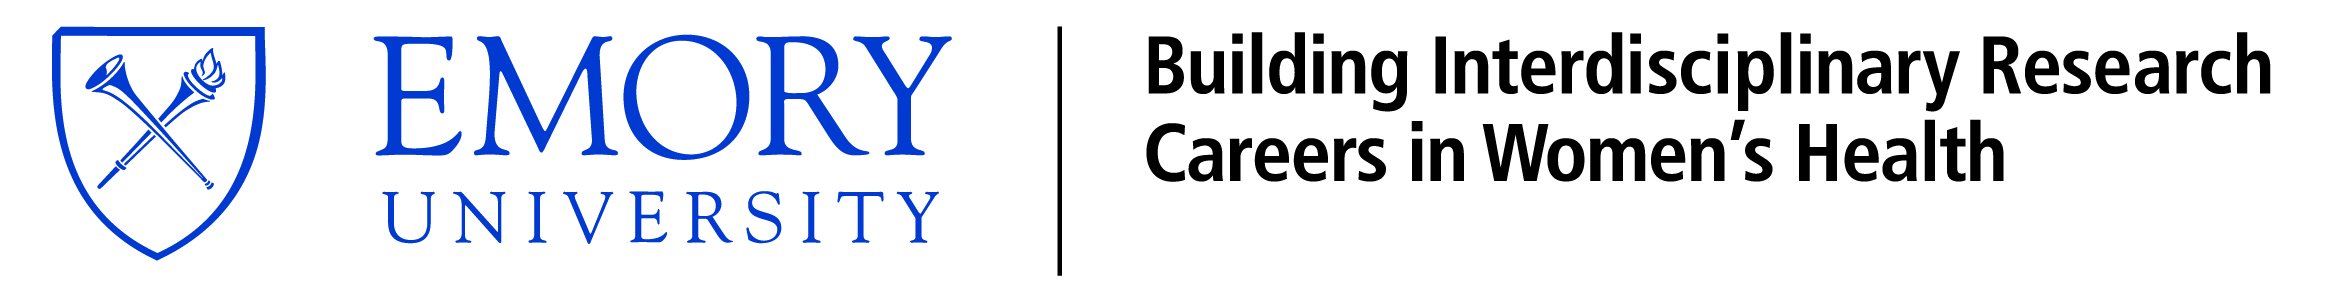 EMORY
UNIVERSITY
Building Interdisciplinary Research
Careers in Women’s Health